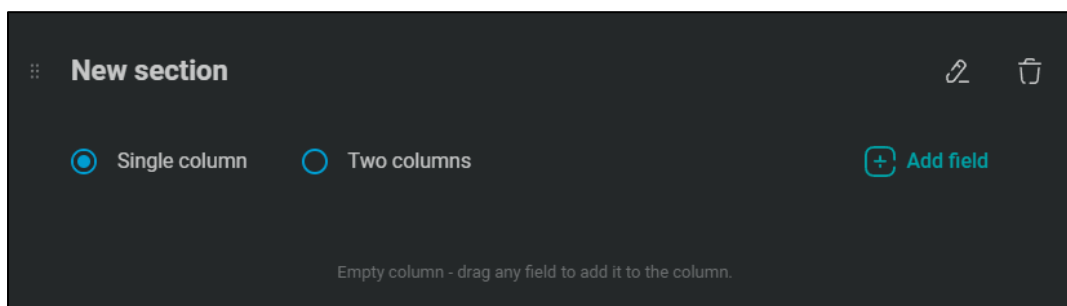 New section
Single column
Two columns
Add field
Empty column - drag any field to add it to the column.